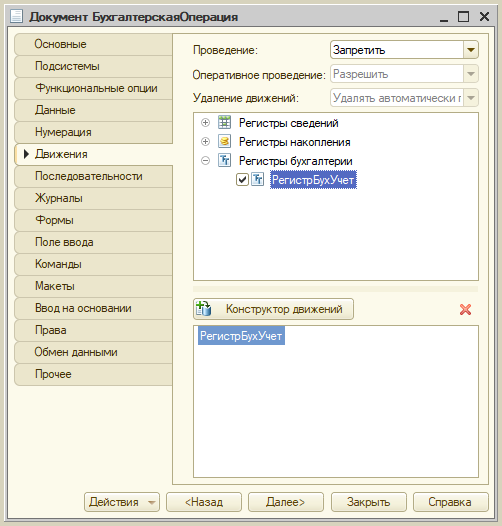 Документ БухгалтерскаяОперация
Основные
Подсистемы
Функциональные опции
Данные
Нумерация
Движения
Последовательности
Журналы
Формы
Поле ввода
Команды
Макеты
Ввод на основании
Права
Обмен данными
Прочее
Проведение: Запретить
Оперативное проведение: Разрешить
Удаление движений: Удалять автоматически г
Регистры сведений
Регистры накопления
Регистры бухгалтерии
РегистрБухУчет
Конструктор движений
РегистрБухУчет
Действия <Назад Далее> Закрыть Справка